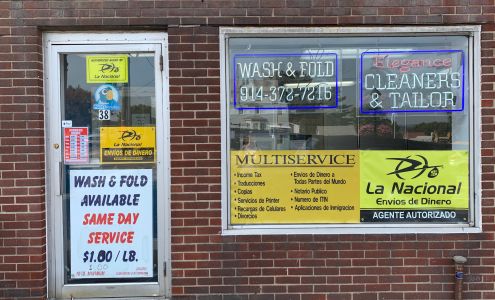 La Nacional
38
La Nacional
ENVIOS DE DINERO
WASH & FOLD
AVAILABLE
SAME DAY
SERVICE
$1.00 / LB.
WASH & FOLD
914-372-7216
Elegance
CLEANERS
& TAILOR
MULTISERVICE
• Income Tax
• Traducciones
• Copias
• Servicios de Printer
• Recargas de Celulares
• Divorcios
• Envios de Dinero a
Todas Partes del Mundo
• Notario Publico
• Numero de ITIN
• Aplicaciones de Inmigracion
La Nacional
Envios de Dinero
AGENTE AUTORIZADO